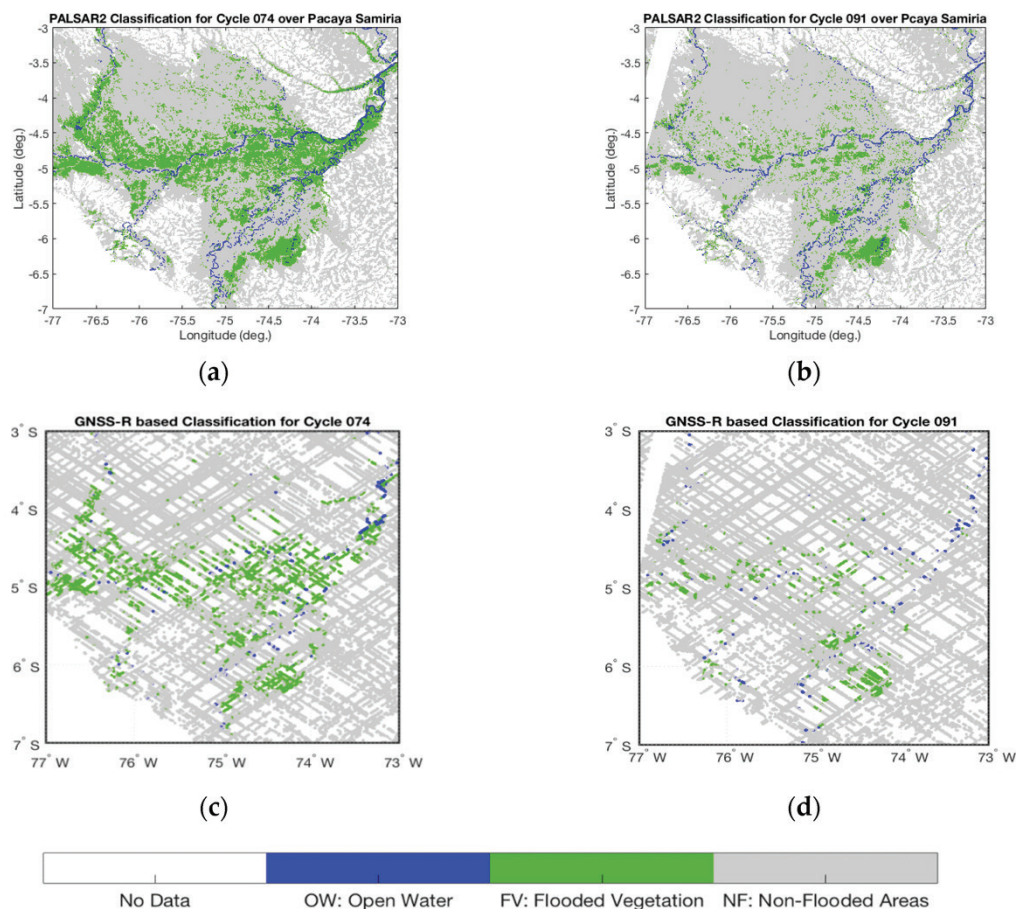 PALSAR2 Classification for Cycle 074 over Pacaya Samiria
-3
-3.5
-4
-4.5
-5
-5.5
-6
-6.5
-7
Latitude (deg.)
-77 -76.5 -76 -75.5 -75 -74.5 -74 -73.5 -73
Longitude (deg.)
(a)
PALSAR2 Classification for Cycle 091 over Pcaya Samiria
-3
-3.5
-4
-4.5
-5
-5.5
-6
-6.5
-7
Latitude (deg.)
-77 -76.5 -76 -75.5 -75 -74.5 -74 -73.5 -73
Longitude (deg.)
(b)
GNSS-R based Classification for Cycle 074
3° S
4° S
5° S
6° S
7° S
77° W 76° W 75° W 74° W 73° W
(c)
GNSS-R based Classification for Cycle 091
3° S
4° S
5° S
6° S
7° S
77° W 76° W 75° W 74° W 73° W
(d)
No Data OW: Open Water FV: Flooded Vegetation NF: Non-Flooded Areas